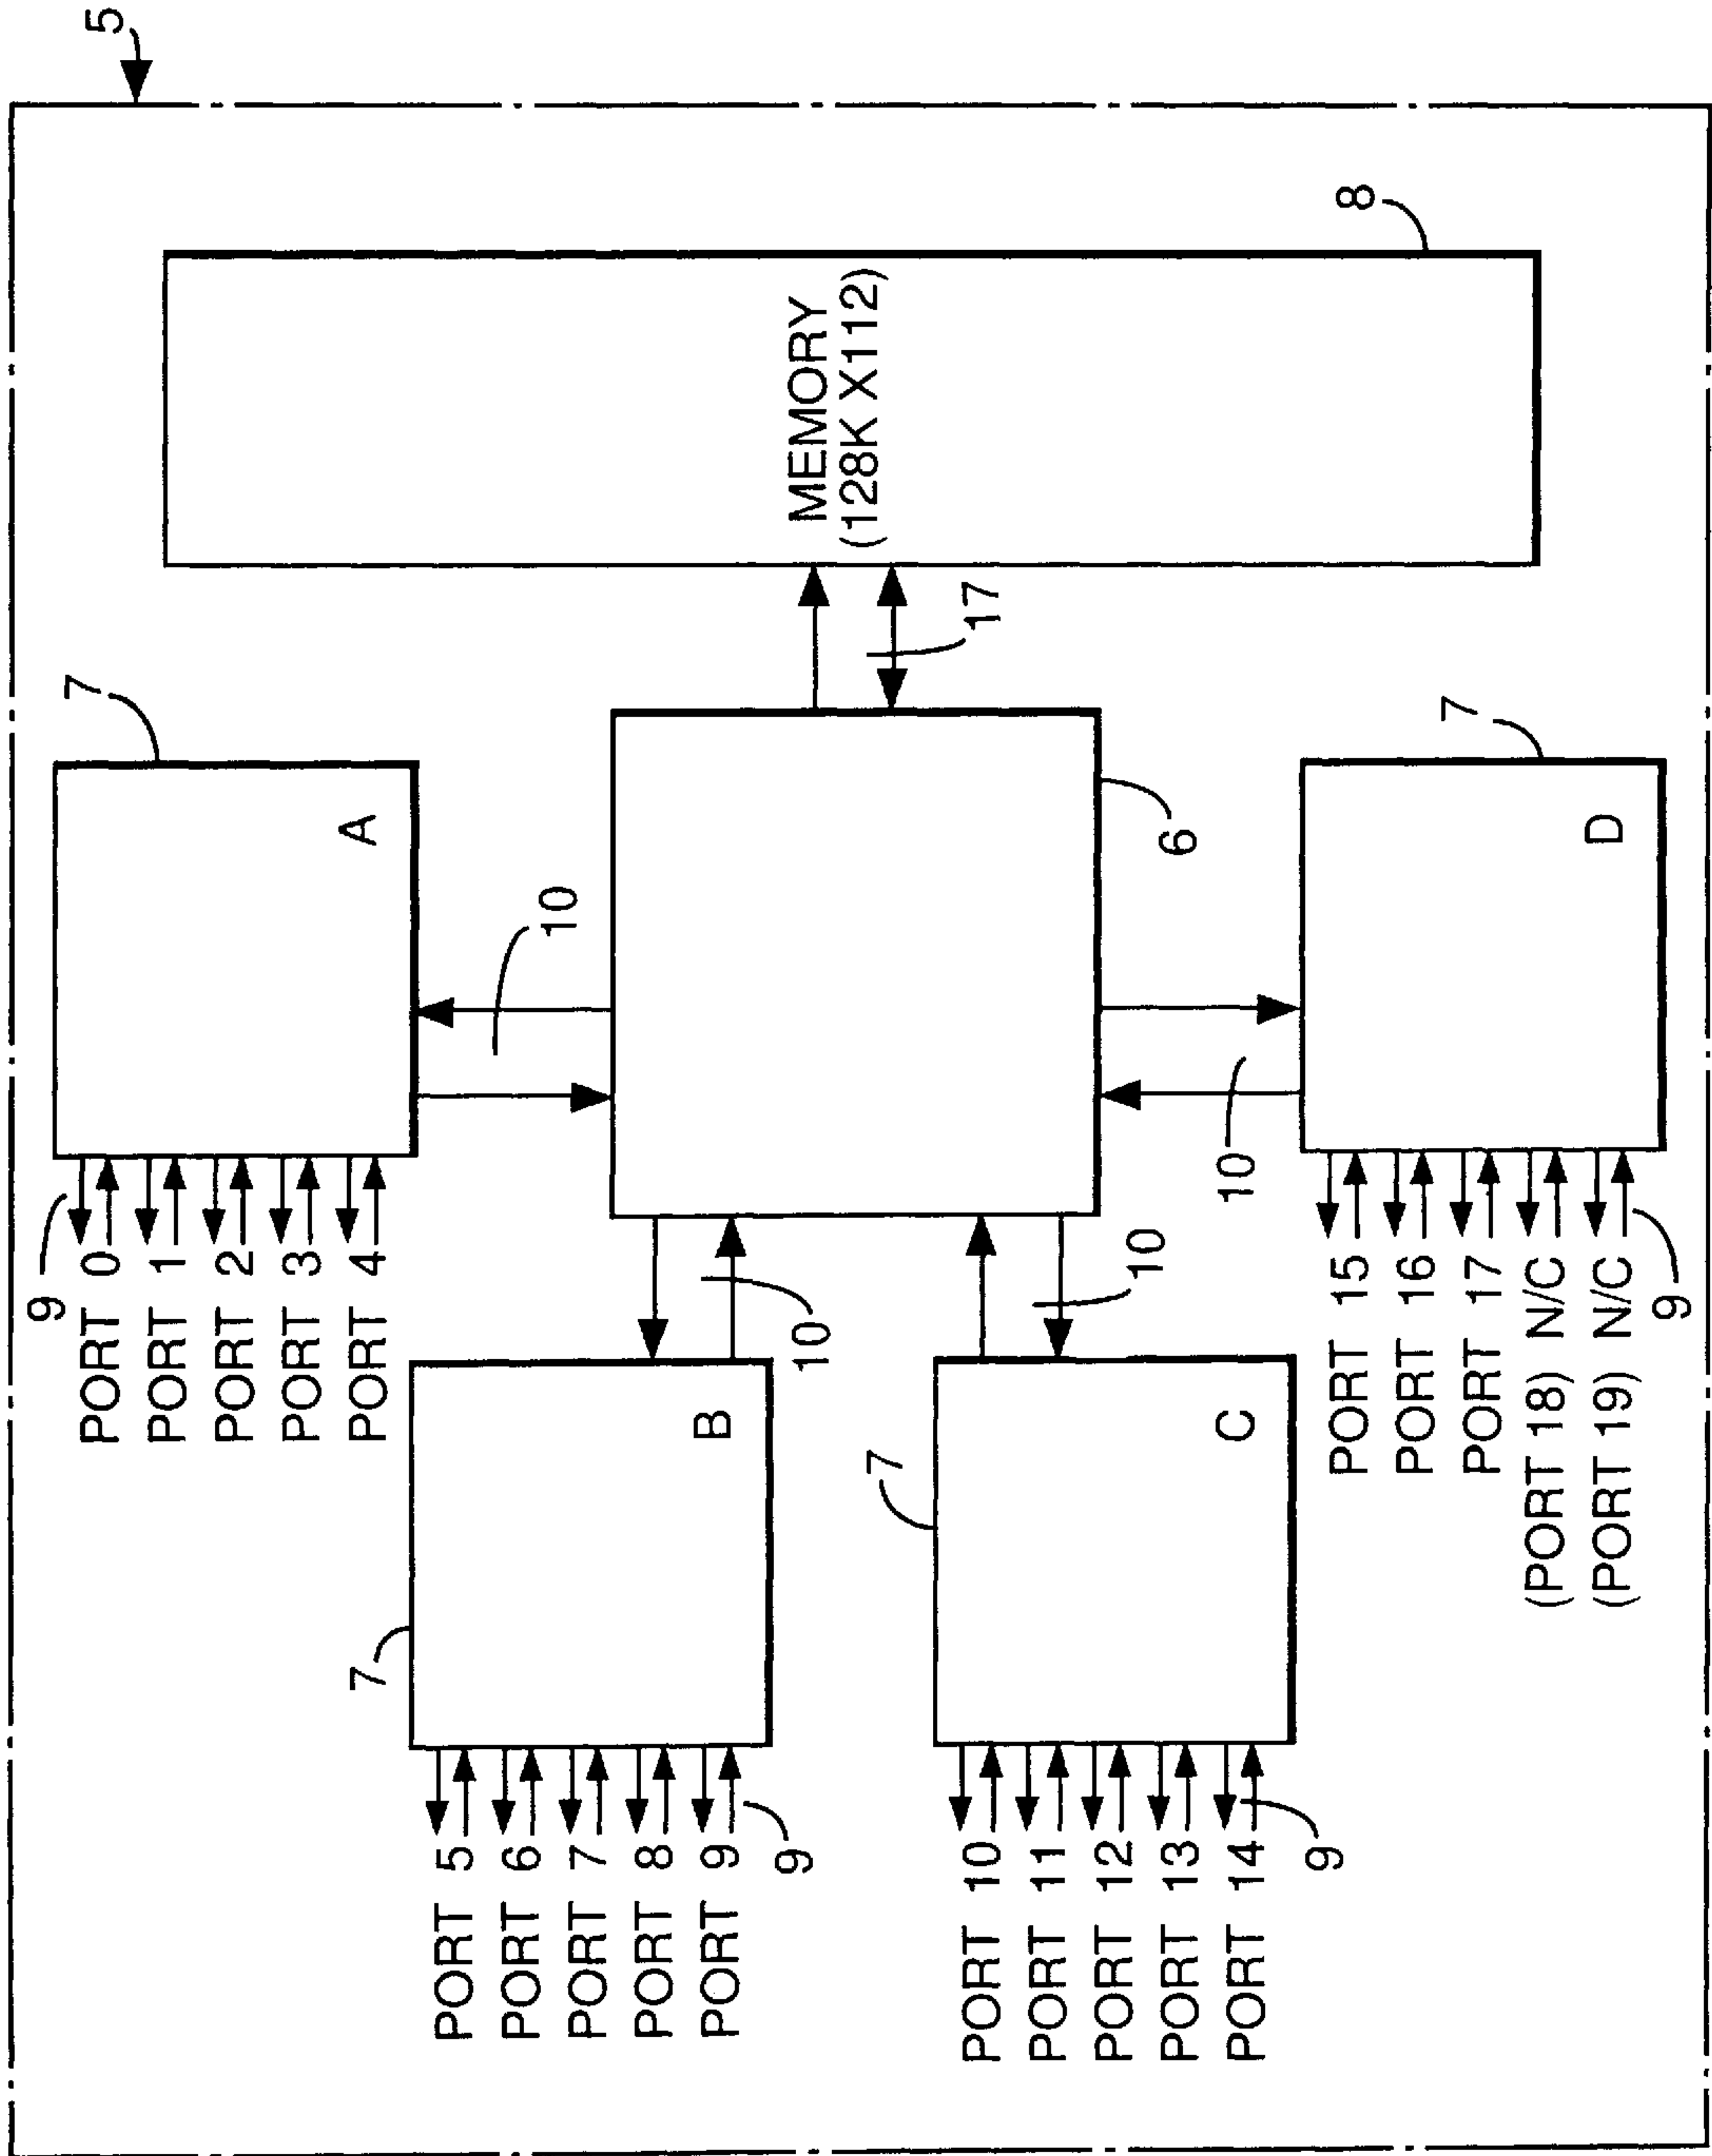 5
9
PORT 0
PORT 1
PORT 2
PORT 3
PORT 4
7
A
10
7
PORT 5
PORT 6
PORT 7
PORT 8
PORT 9
9
B
10
6
17
MEMORY
(128K X112)
8
7
PORT 10
PORT 11
PORT 12
PORT 13
PORT 14
9
C
10
10
PORT 15
PORT 16
PORT 17
(PORT 18) N/C
(PORT 19) N/C
9
7
D